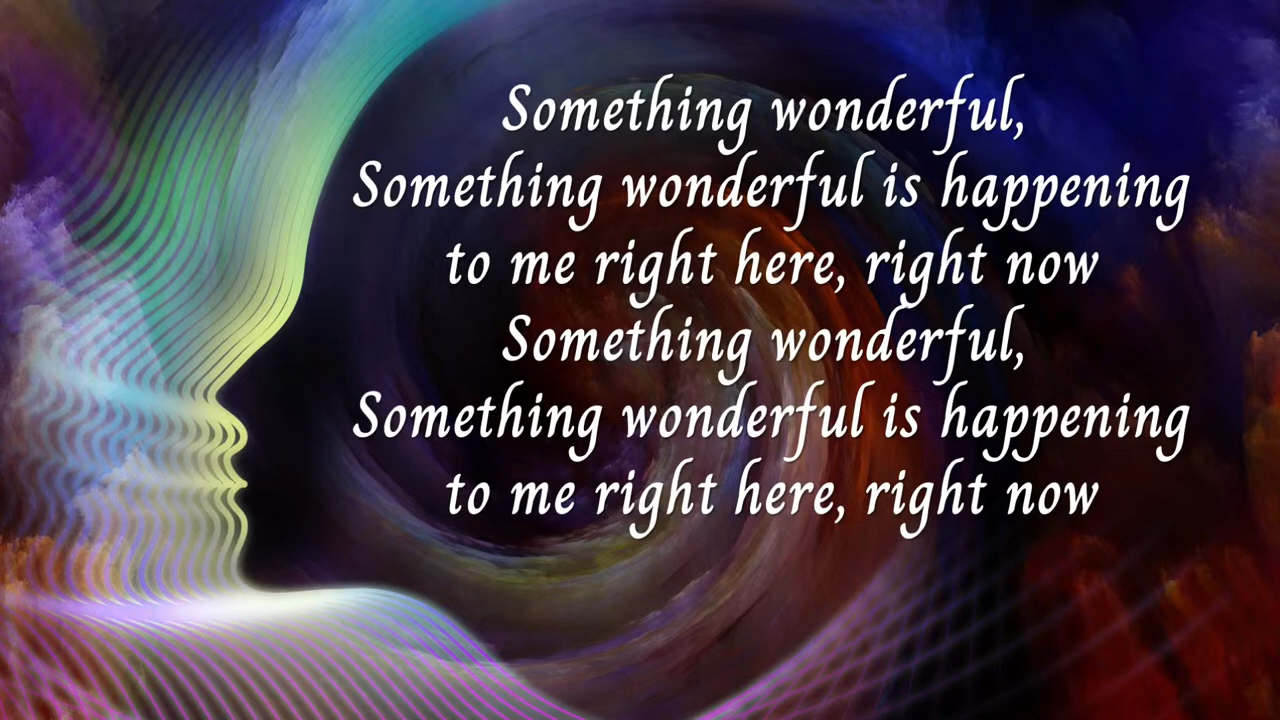 Something wonderful,
Something wonderful is happening
to me right here, right now
Something wonderful,
Something wonderful is happening
to me right here, right now